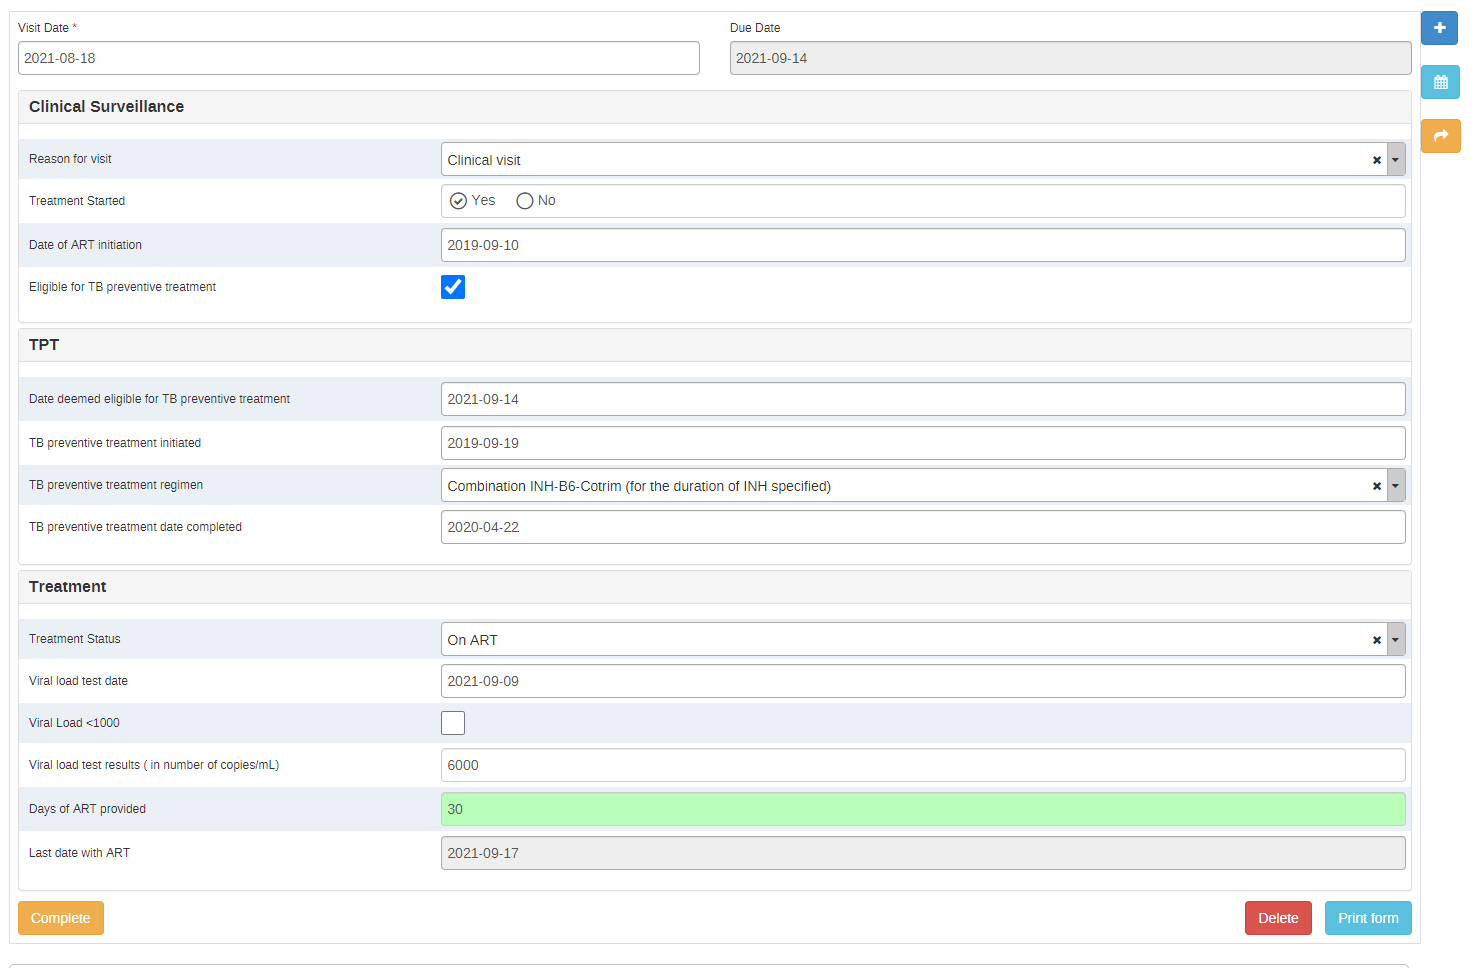 Visit Date *
Due Date
2021-08-18
2021-09-14
Clinical Surveillance
Reason for visit
Clinical visit
Treatment Started
Yes No
Date of ART initiation
2019-09-10
Eligible for TB preventive treatment
TPT
Date deemed eligible for TB preventive treatment
2021-09-14
TB preventive treatment initiated
2019-09-19
TB preventive treatment regimen
Combination INH-B6-Cotrim (for the duration of INH specified)
TB preventive treatment date completed
2020-04-22
Treatment
Treatment Status
On ART
Viral load test date
2021-09-09
Viral Load <1000
Viral load test results ( in number of copies/mL)
6000
Days of ART provided
30
Last date with ART
2021-09-17
Complete
Delete
Print form